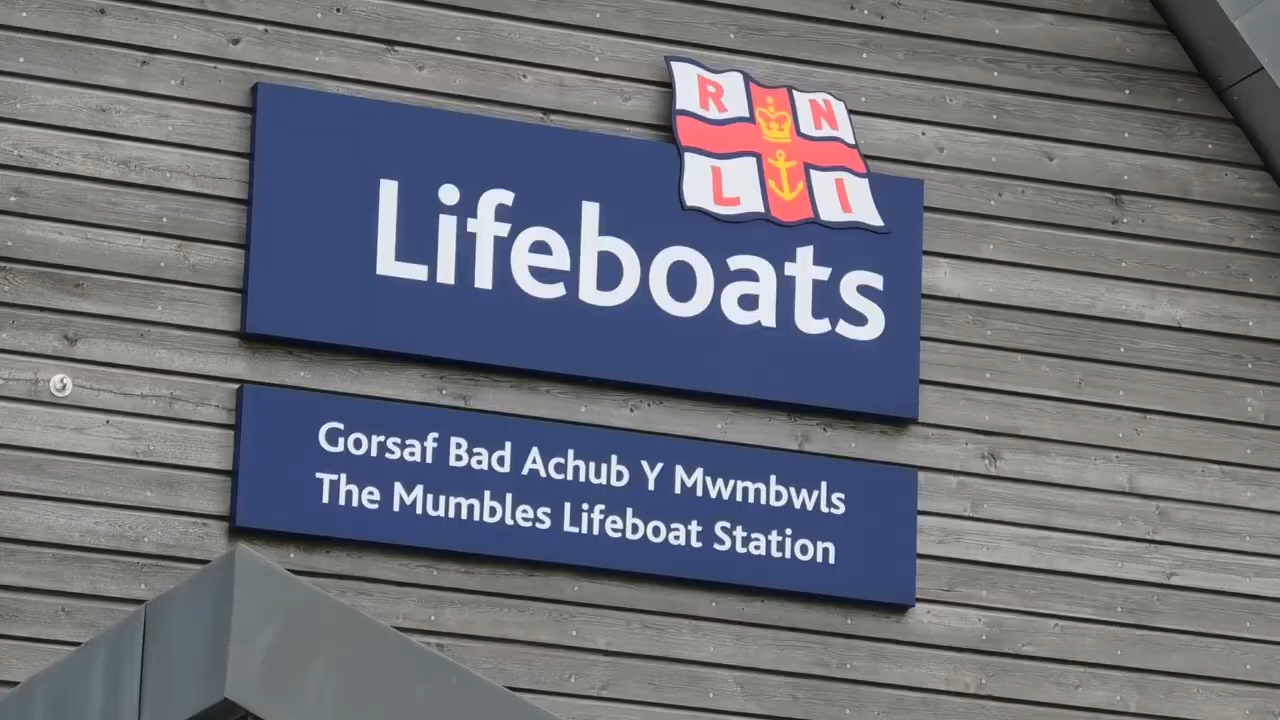 R N
L I
Lifeboats
Gorsaf Bad Achub Y Mwmbwls
The Mumbles Lifeboat Station